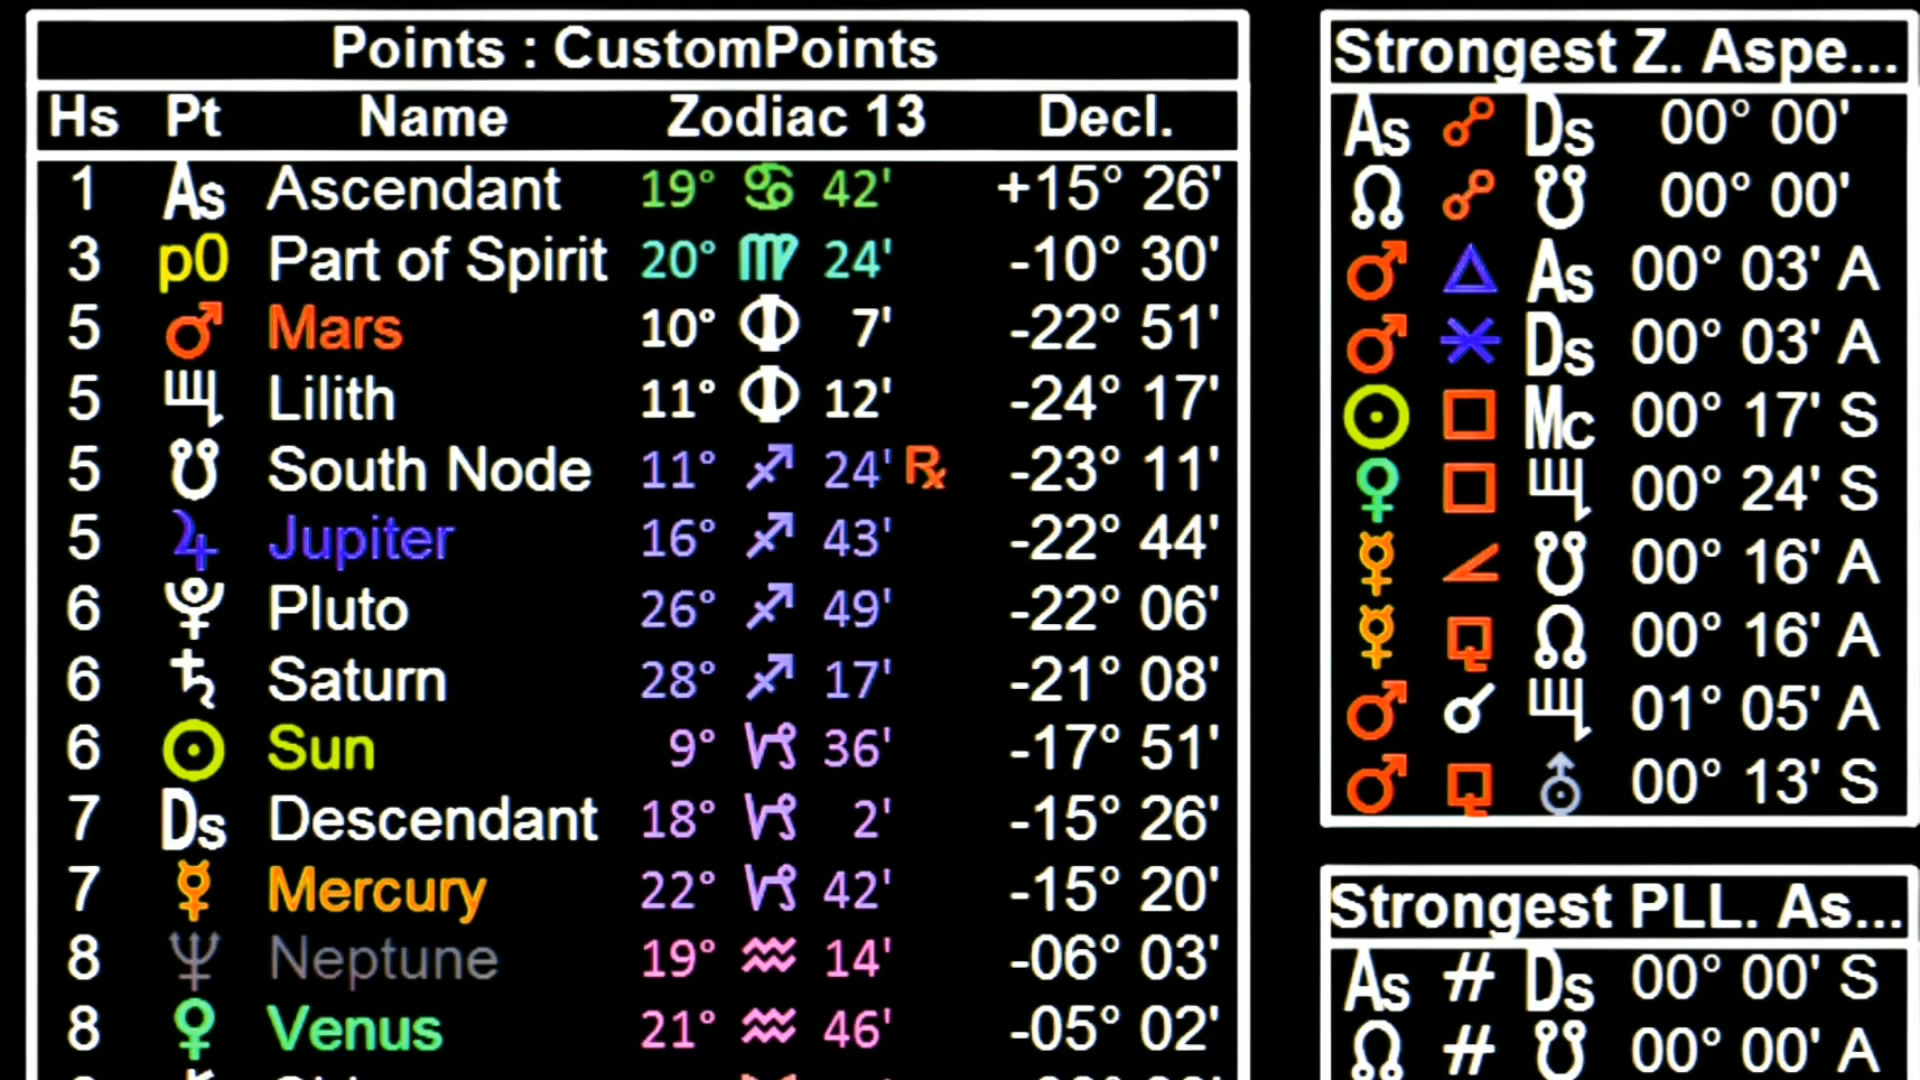 Points : CustomPoints
Hs Pt Name Zodiac 13 Decl.
1 As Ascendant 19° ♋ 42' +15° 26'
3 p0 Part of Spirit 20° ♍ 24' -10° 30'
5 ♂ Mars 10° ⦶ 7' -22° 51'
5 Lilith 11° ⦶ 12' -24° 17'
5 ☋ South Node 11° ♐ 24' ℞ -23° 11'
5 ♃ Jupiter 16° ♐ 43' -22° 44'
6 ♇ Pluto 26° ♐ 49' -22° 06'
6 ♄ Saturn 28° ♐ 17' -21° 08'
6 ☉ Sun 9° ♑ 36' -17° 51'
7 Ds Descendant 18° ♑ 2' -15° 26'
7 ☿ Mercury 22° ♑ 42' -15° 20'
8 ♆ Neptune 19° ♒ 14' -06° 03'
8 ♀ Venus 21° ♒ 46' -05° 02'
Strongest Z. Aspe...
As ☍ Ds 00° 00'
☊ ☍ ☋ 00° 00'
♂ △ As 00° 03' A
♂ ⚹ Ds 00° 03' A
☉ □ Mc 00° 17' S
♀ □ 00° 24' S
☿ ∠ ☋ 00° 16' A
☿ ⚼ ☊ 00° 16' A
♂ ☌ 01° 05' A
♂ ⚼ ⛢ 00° 13' S
Strongest PLL. As...
As # Ds 00° 00' S
☊ # ☋ 00° 00' A